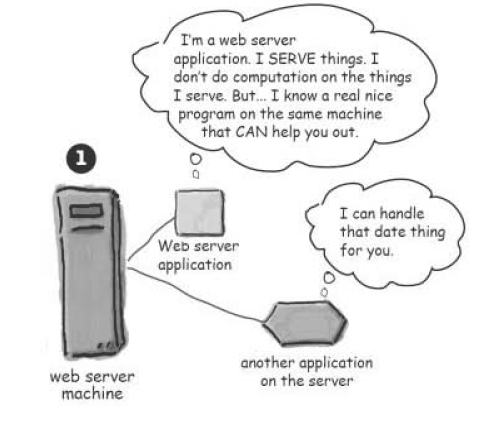 I'm a web server
application. I SERVE things. I
don't do computation on the things
I serve. But... I know a real nice
program on the same machine
that CAN help you out.
1
I can handle
that date thing
for you.
Web server
application
another application
on the server
web server
machine